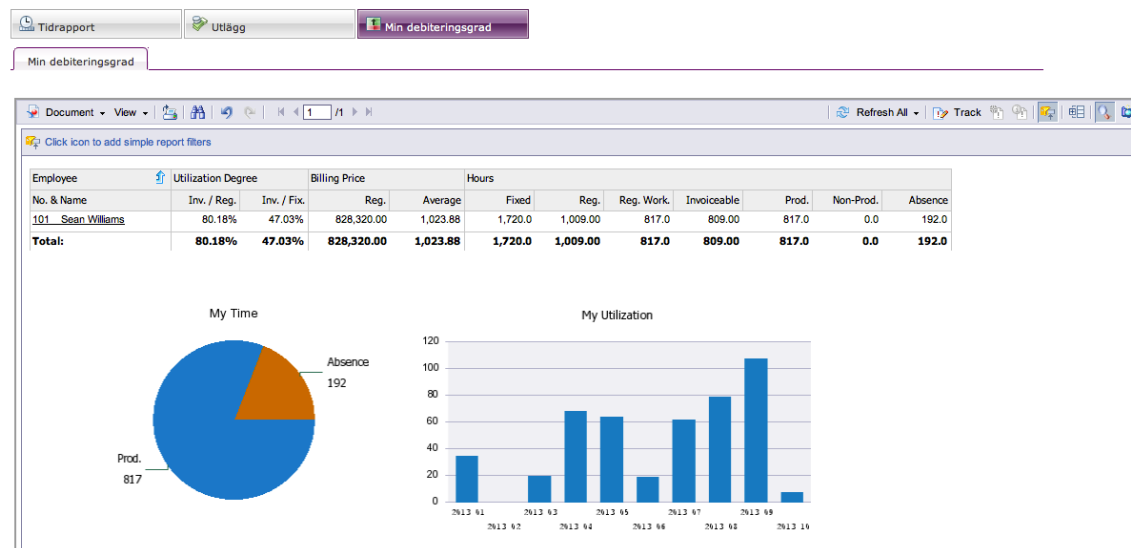 Tidrapport Utlägg Min debiteringsgrad
Min debiteringsgrad
Document View 1 /1 Refresh All Track
Click icon to add simple report filters
Employee Utilization Degree Billing Price Hours
No. & Name Inv. / Reg. Inv. / Fix. Reg. Average Fixed Reg. Reg. Work. Invoiceable Prod. Non-Prod. Absence
101 Sean Williams 80.18% 47.03% 828,320.00 1,023.88 1,720.0 1,009.00 817.0 809.00 817.0 0.0 192.0
Total: 80.18% 47.03% 828,320.00 1,023.88 1,720.0 1,009.00 817.0 809.00 817.0 0.0 192.0
My Time
Absence
192
Prod.
817
My Utilization
120
100
80
60
40
20
0
2013 01 2013 03 2013 05 2013 07 2013 09
2013 02 2013 04 2013 06 2013 08 2013 10